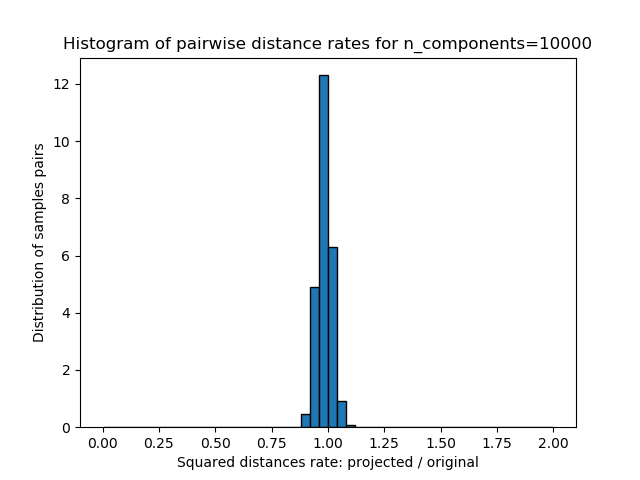 Histogram of pairwise distance rates for n_components=10000
Distribution of samples pairs
12
10
8
6
4
2
0
0.00 0.25 0.50 0.75 1.00 1.25 1.50 1.75 2.00
Squared distances rate: projected / original